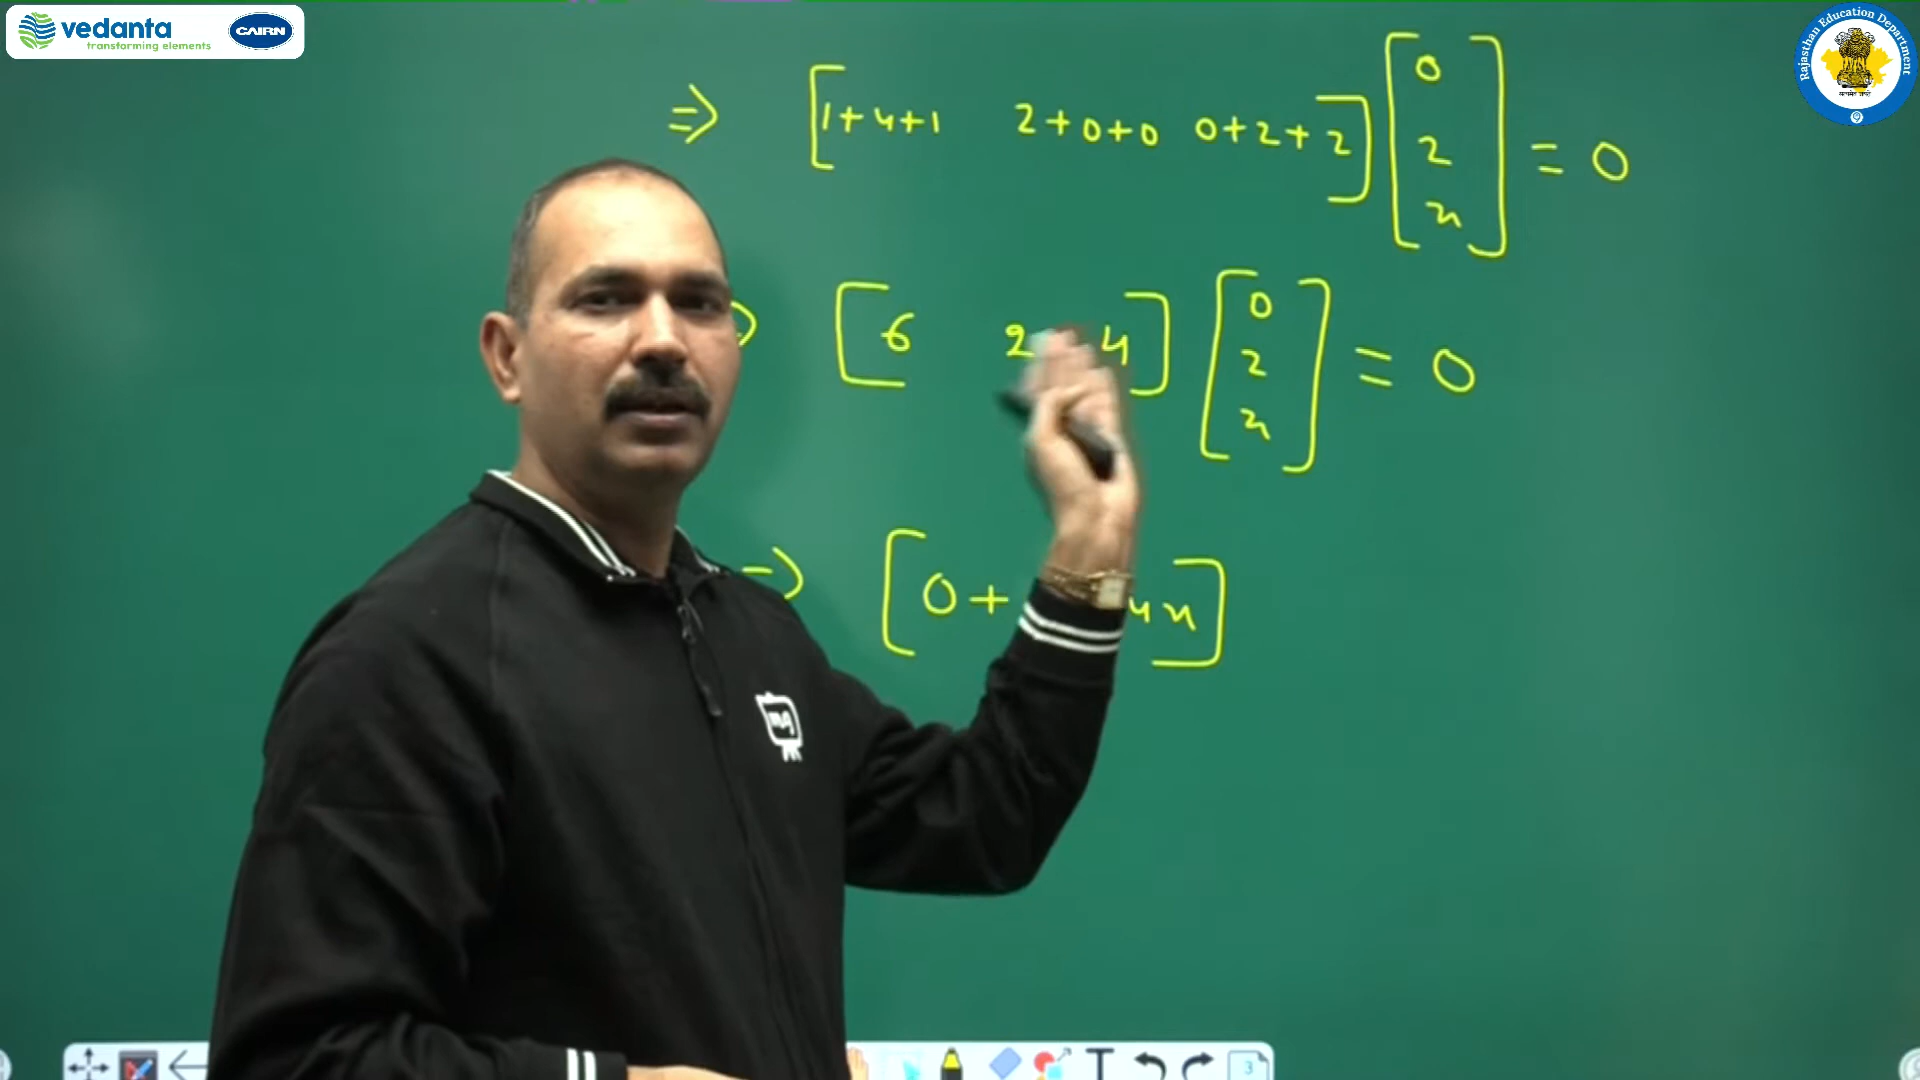 vedanta
transforming elements
CAIRN
Rajasthan Education Department
⇒ [1+4+1 2+0+0 0+2+2] [0 2 x] = 0
[6 2 4] [0 2 x] = 0
⇒ [0+ 4x]
T
3